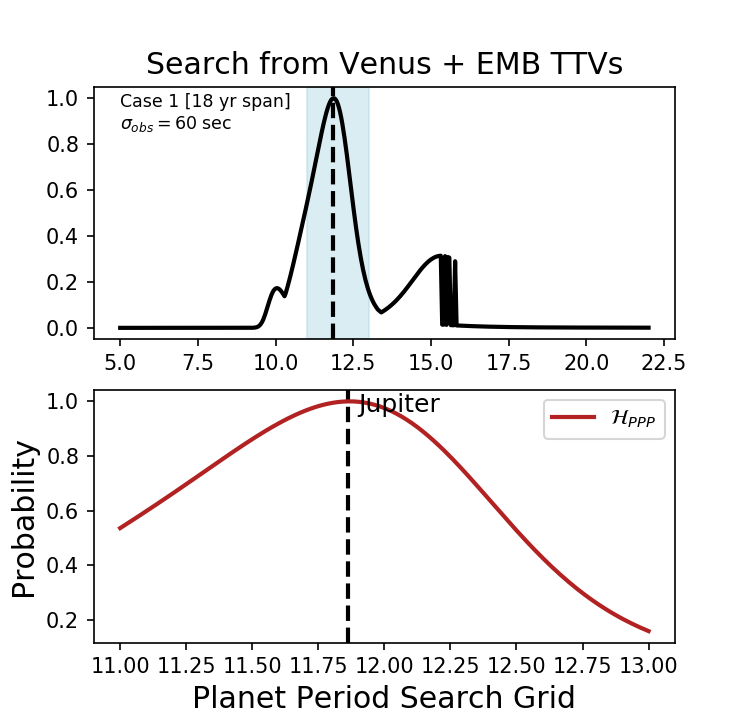 Search from Venus + EMB TTVs
Case 1 [18 yr span]
σobs = 60 sec
1.0
0.8
0.6
0.4
0.2
0.0
5.0 7.5 10.0 12.5 15.0 17.5 20.0 22.5
Jupiter
ℋPPP
1.0
0.8
0.6
0.4
0.2
Probability
11.00 11.25 11.50 11.75 12.00 12.25 12.50 12.75 13.00
Planet Period Search Grid